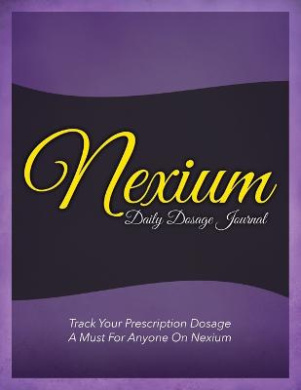 Nexium
Daily Dosage Journal
Track Your Prescription Dosage
A Must For Anyone On Nexium